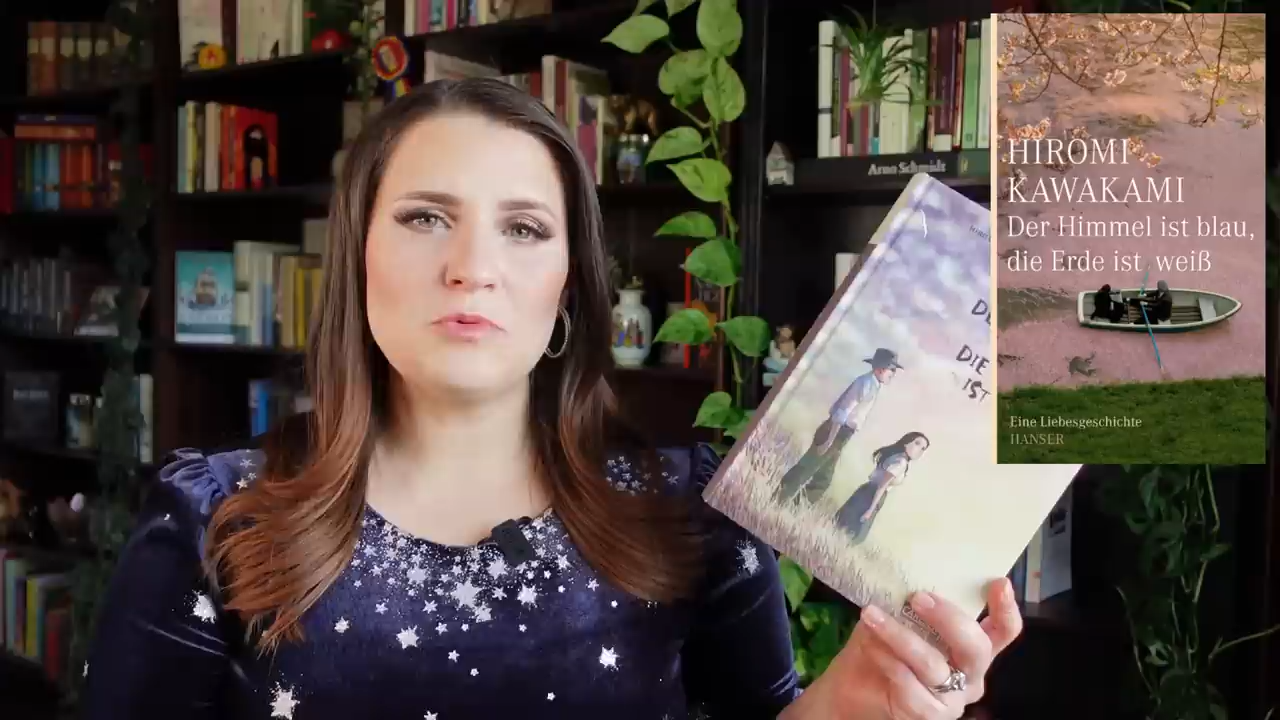 Arno Schmidt
HIROMI
KAWAKAMI
Der Himmel ist blau,
die Erde ist weiß
Eine Liebesgeschichte
HANSER
DIE
IST